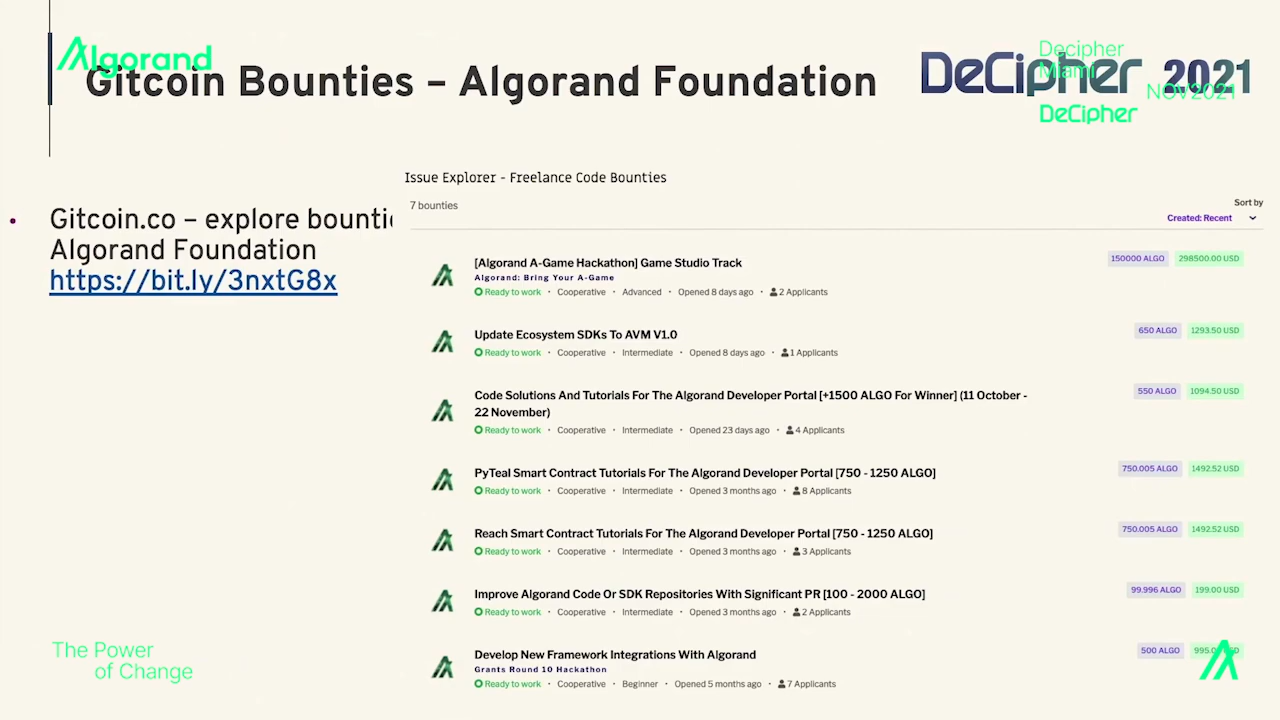 Algorand
Gitcoin Bounties – Algorand Foundation
DeCipher 2021
Decipher
Miami
NOV2021
DeCipher
Issue Explorer - Freelance Code Bounties
7 bounties
Sort by
Created: Recent
Gitcoin.co – explore
Algorand Foundation
https://bit.ly/3nxtG8x
[Algorand A-Game Hackathon] Game Studio Track
150000 ALGO 298500.00 USD
Algorand: Bring Your A-Game
Ready to work • Cooperative • Advanced • Opened 8 days ago • 2 Applicants
Update Ecosystem SDKs To AVM V1.0
650 ALGO 1293.50 USD
Ready to work • Cooperative • Intermediate • Opened 8 days ago • 1 Applicants
Code Solutions And Tutorials For The Algorand Developer Portal [+1500 ALGO For Winner] (11 October -
22 November)
550 ALGO 1094.50 USD
Ready to work • Cooperative • Intermediate • Opened 23 days ago • 4 Applicants
PyTeal Smart Contract Tutorials For The Algorand Developer Portal [750 - 1250 ALGO]
750.005 ALGO 1492.52 USD
Ready to work • Cooperative • Intermediate • Opened 3 months ago • 8 Applicants
Reach Smart Contract Tutorials For The Algorand Developer Portal [750 - 1250 ALGO]
750.005 ALGO 1492.52 USD
Ready to work • Cooperative • Intermediate • Opened 3 months ago • 3 Applicants
Improve Algorand Code Or SDK Repositories With Significant PR [100 - 2000 ALGO]
99.996 ALGO 199.00 USD
Ready to work • Cooperative • Intermediate • Opened 3 months ago • 2 Applicants
Develop New Framework Integrations With Algorand
500 ALGO
Grants Round 10 Hackathon
Ready to work • Cooperative • Beginner • Opened 5 months ago • 7 Applicants
The Power
of Change